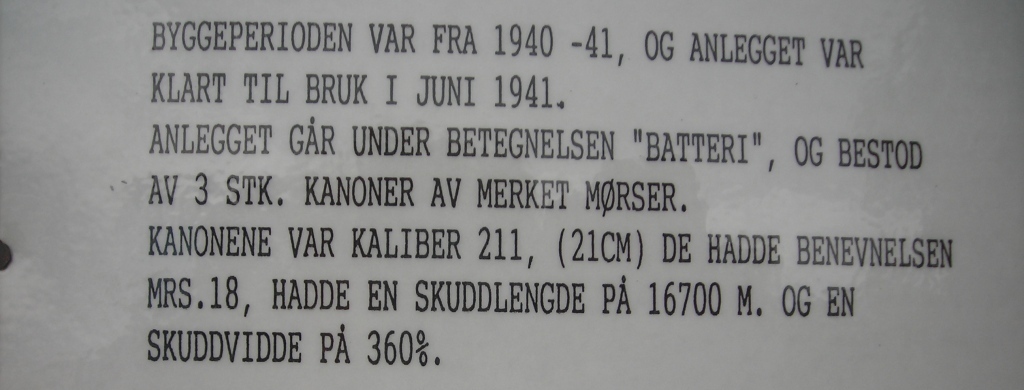 BYGGEPERIODEN VAR FRA 1940 -41, OG ANLEGGET VAR
KLART TIL BRUK I JUNI 1941.
ANLEGGET GÅR UNDER BETEGNELSEN "BATTERI", OG BESTOD
AV 3 STK. KANONER AV MERKET MØRSER.
KANONENE VAR KALIBER 211, (21CM) DE HADDE BENEVNELSEN
MRS.18, HADDE EN SKUDDLENGDE PÅ 16700 M. OG EN
SKUDDVIDDE PÅ 360%.